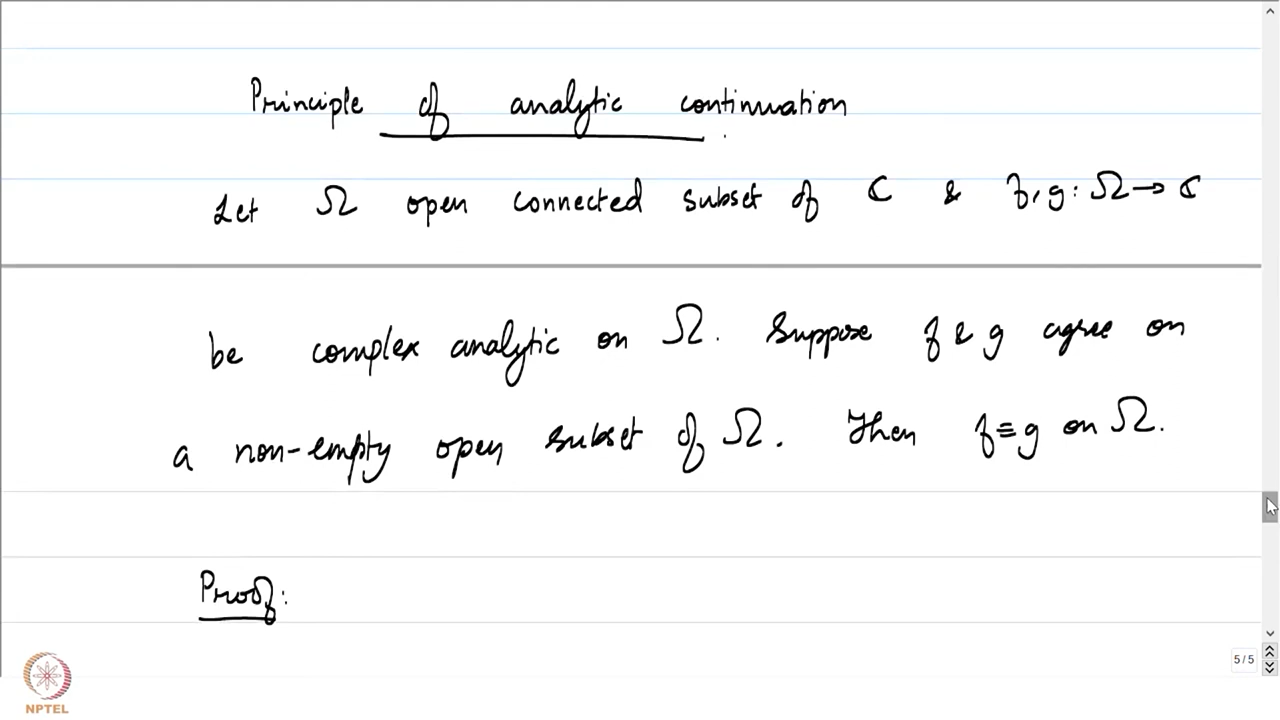 Principle of analytic continuation
Let Ω open connected subset of ℂ & f, g : Ω → ℂ
be complex analytic on Ω. Suppose f & g agree on
a non-empty open subset of Ω. Then f ≡ g on Ω.
Proof:
5 / 5
NPTEL